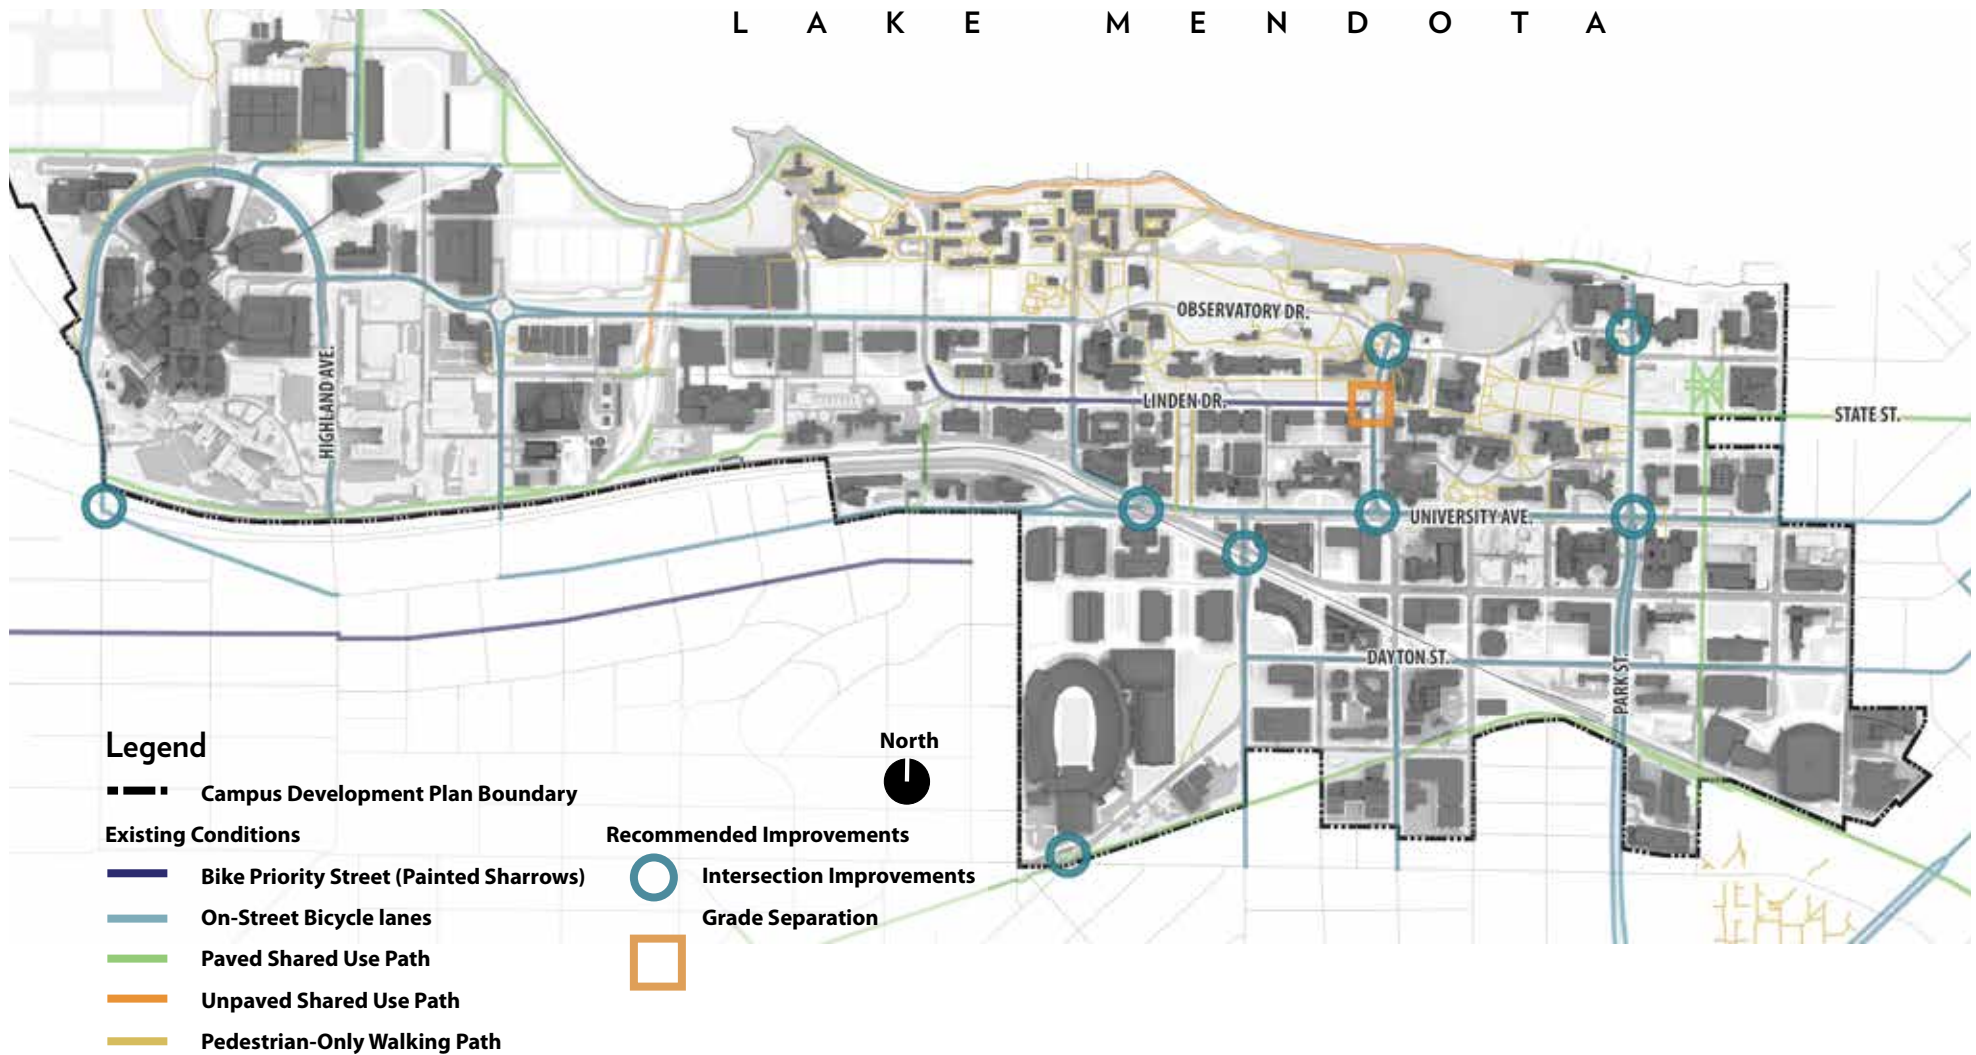 LAKE MENDOTA
OBSERVATORY DR.
HIGHLAND AVE.
LINDEN DR.
STATE ST.
UNIVERSITY AVE.
DAYTON ST.
PARK ST.
North
Legend
Campus Development Plan Boundary
Existing Conditions
Bike Priority Street (Painted Sharrows)
On-Street Bicycle lanes
Paved Shared Use Path
Unpaved Shared Use Path
Pedestrian-Only Walking Path
Recommended Improvements
Intersection Improvements
Grade Separation